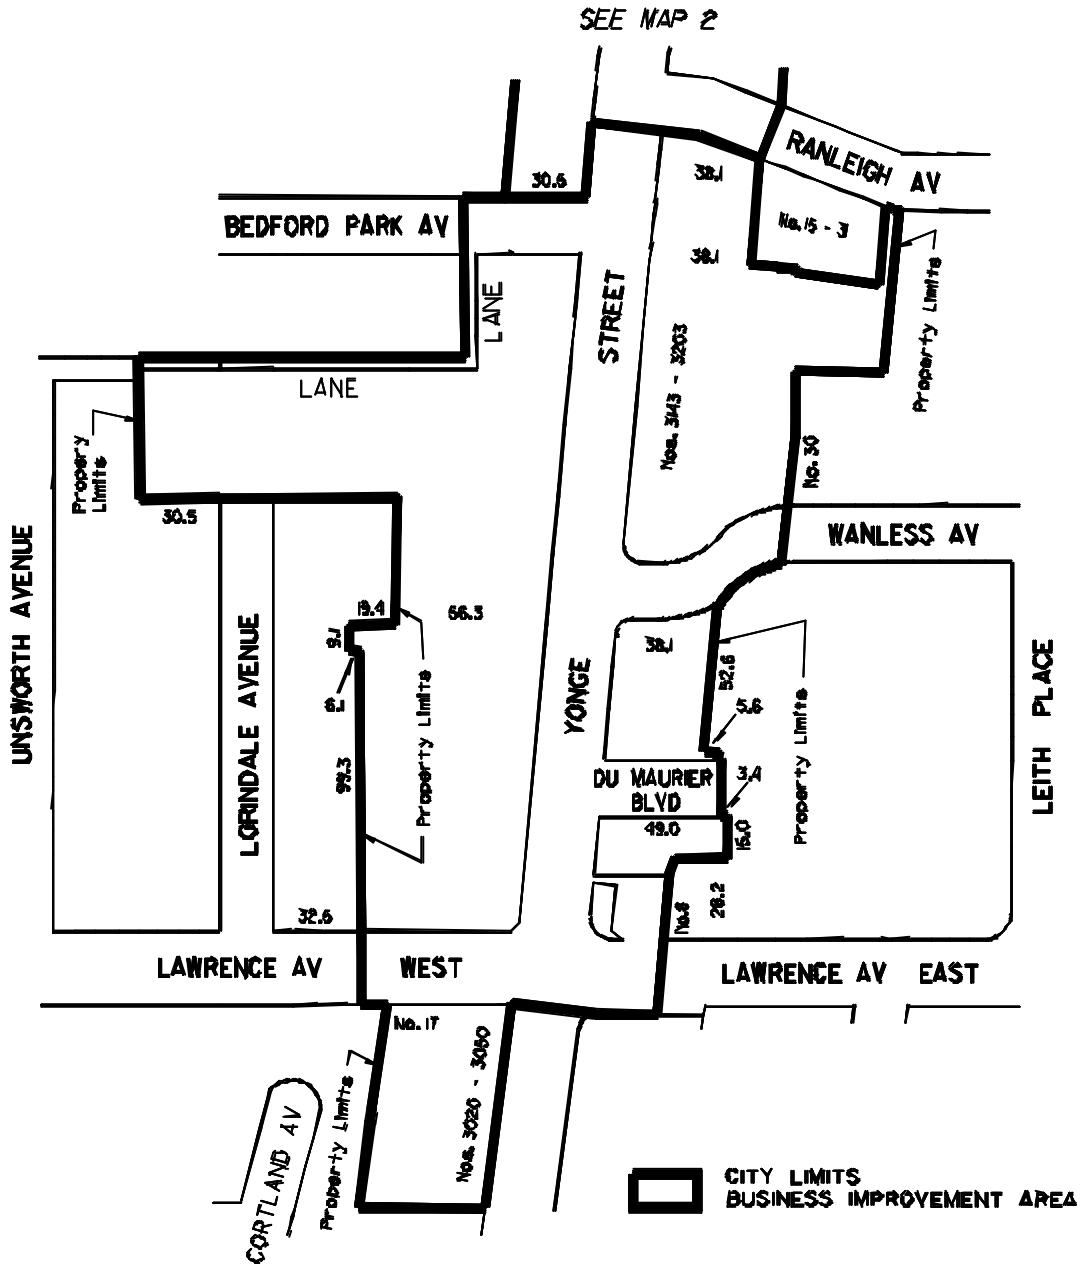 SEE MAP 2
RANLEIGH AV
38.1
30.5
BEDFORD PARK AV
No. 15 - 31
38.1
Property Limits
STREET
LANE
LANE
Nos. 3143 - 3203
No. 30
Property
Limits
30.5
WANLESS AV
UNSWORTH AVENUE
LORINDALE AVENUE
19.4
66.3
9.1
6.1
99.3
Property Limits
YONGE
38.1
52.6
5.6
Property Limits
LEITH PLACE
DU MAURIER
BLVD
3.4
49.0
15.0
32.6
No.8
26.2
LAWRENCE AV WEST
LAWRENCE AV EAST
No. 17
Nos. 3020 - 3080
Property Limits
CORTLAND AV
CITY LIMITS
BUSINESS IMPROVEMENT AREA